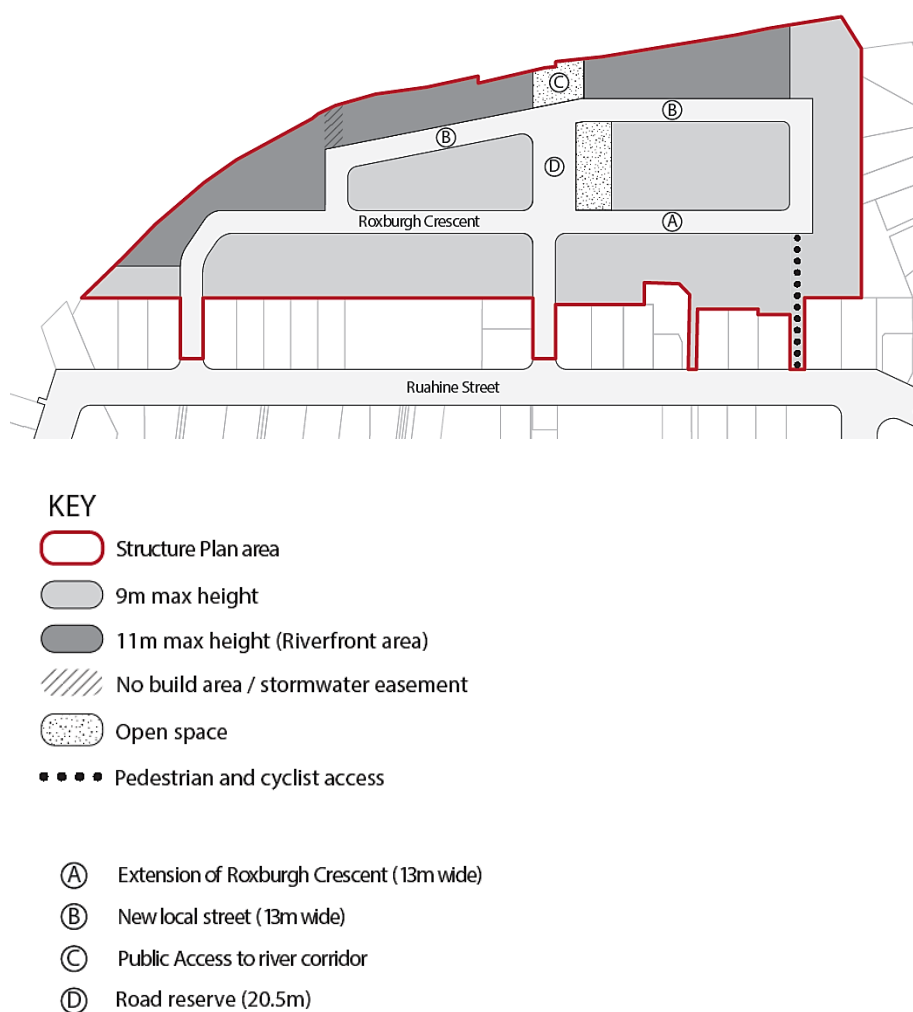 C
B
B
D
Roxburgh Crescent
A
Ruahine Street
KEY
Structure Plan area
9m max height
11m max height (Riverfront area)
No build area / stormwater easement
Open space
Pedestrian and cyclist access
A Extension of Roxburgh Crescent (13m wide)
B New local street (13m wide)
C Public Access to river corridor
D Road reserve (20.5m)